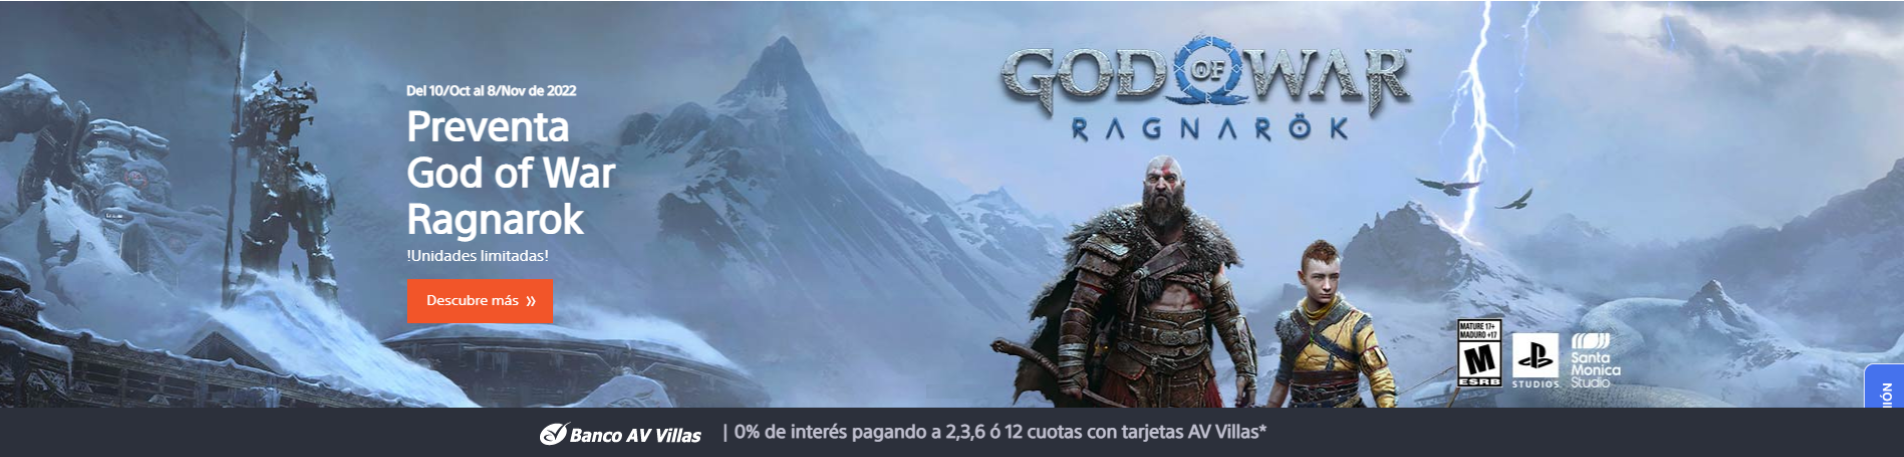 Del 10/Oct al 8/Nov de 2022
Preventa
God of War
Ragnarok
!Unidades limitadas!
Descubre más »
GOD OF WAR™
RAGNARÖK
MATURE 17+
MADURO +17
M
ESRB
STUDIOS
Santa
Monica
Studio
IÓN
Banco AV Villas | 0% de interés pagando a 2,3,6 ó 12 cuotas con tarjetas AV Villas*